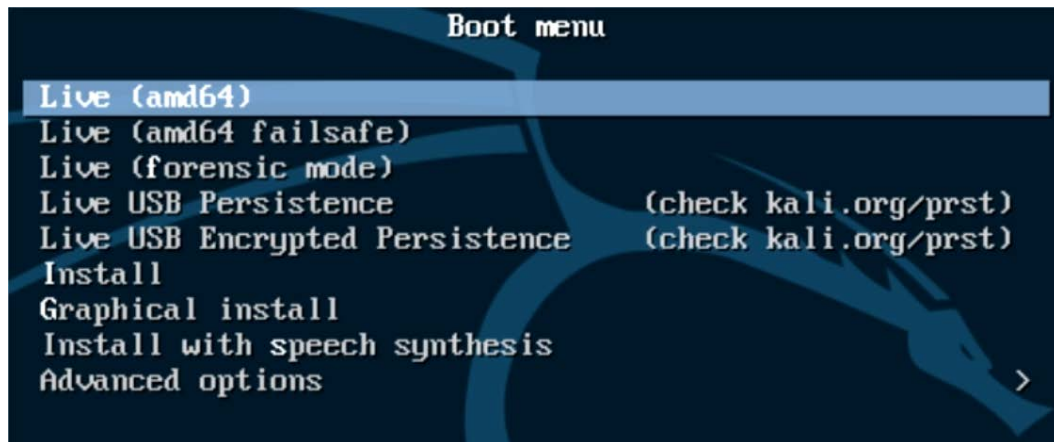 Boot menu
Live (amd64)
Live (amd64 failsafe)
Live (forensic mode)
Live USB Persistence (check kali.org/prst)
Live USB Encrypted Persistence (check kali.org/prst)
Install
Graphical install
Install with speech synthesis
Advanced options >